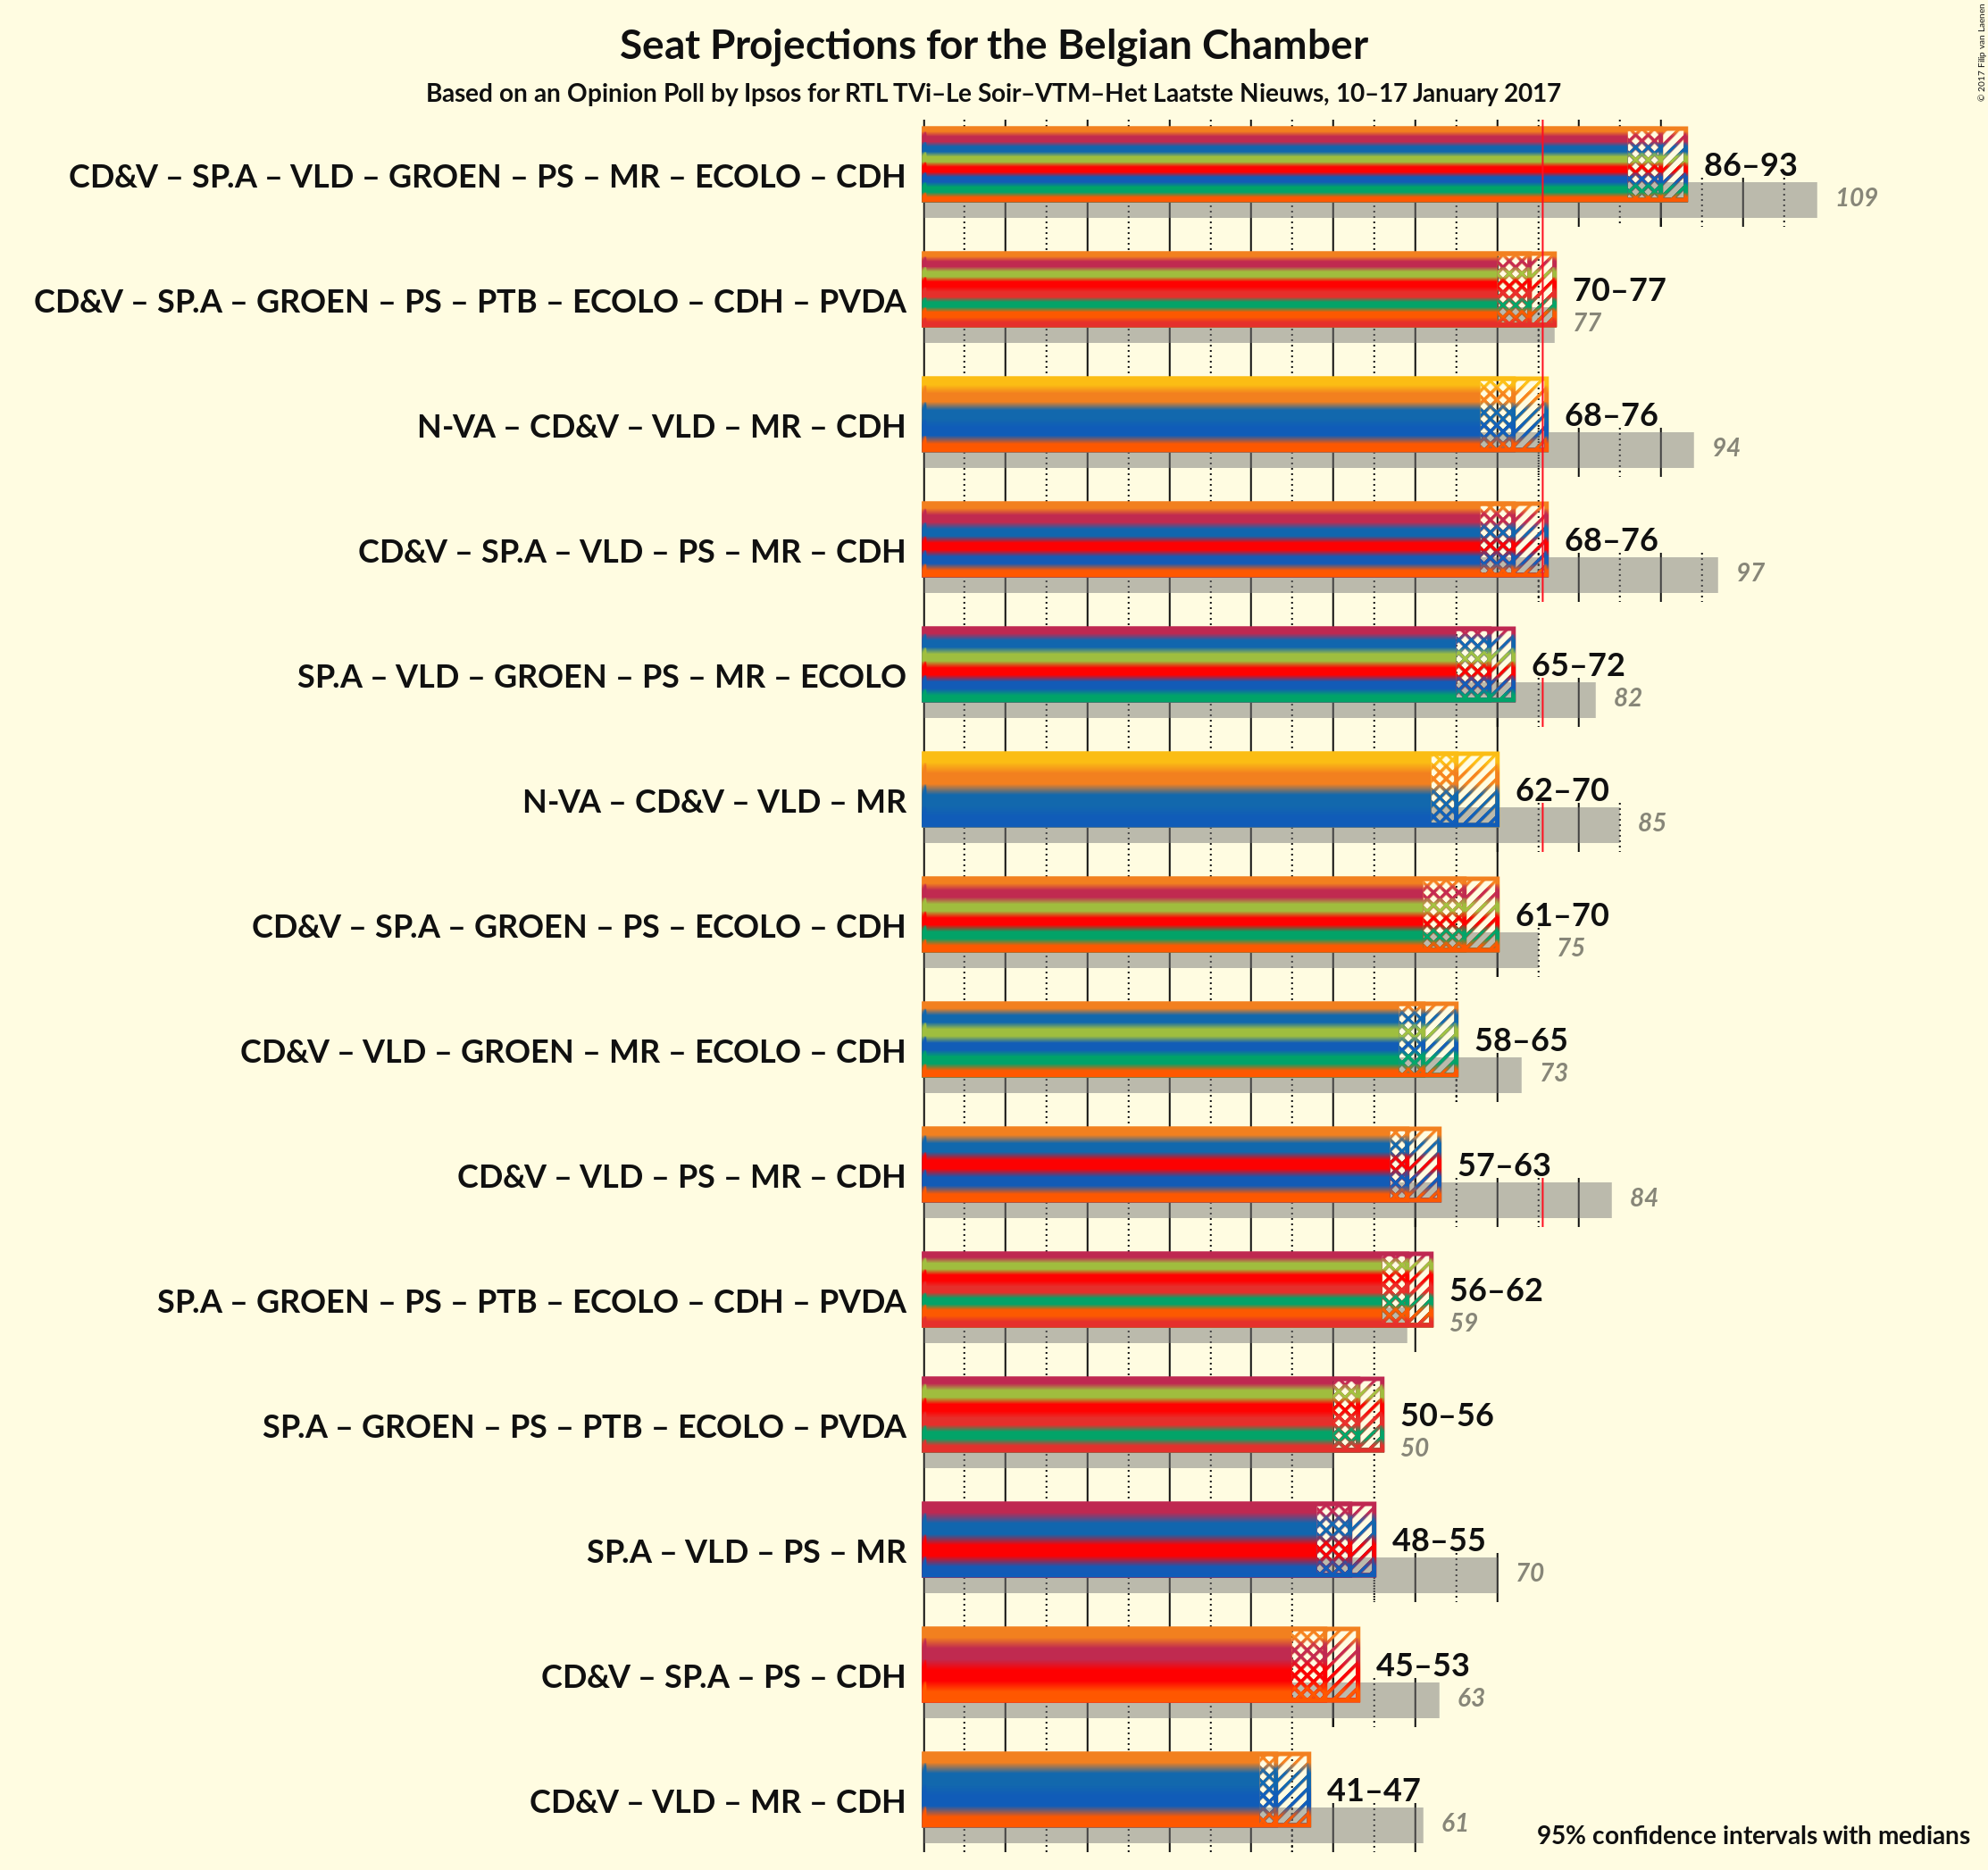 Seat Projections for the Belgian Chamber
Based on an Opinion Poll by Ipsos for RTL TVi–Le Soir–VTM–Het Laatste Nieuws, 10–17 January 2017
© 2017 Filip van Laenen
CD&V – SP.A – VLD – GROEN – PS – MR – ECOLO – CDH
86–93
109
CD&V – SP.A – GROEN – PS – PTB – ECOLO – CDH – PVDA
70–77
77
N-VA – CD&V – VLD – MR – CDH
68–76
94
CD&V – SP.A – VLD – PS – MR – CDH
68–76
97
SP.A – VLD – GROEN – PS – MR – ECOLO
65–72
82
N-VA – CD&V – VLD – MR
62–70
85
CD&V – SP.A – GROEN – PS – ECOLO – CDH
61–70
75
CD&V – VLD – GROEN – MR – ECOLO – CDH
58–65
73
CD&V – VLD – PS – MR – CDH
57–63
84
SP.A – GROEN – PS – PTB – ECOLO – CDH – PVDA
56–62
59
SP.A – GROEN – PS – PTB – ECOLO – PVDA
50–56
50
SP.A – VLD – PS – MR
48–55
70
CD&V – SP.A – PS – CDH
45–53
63
CD&V – VLD – MR – CDH
41–47
61
95% confidence intervals with medians